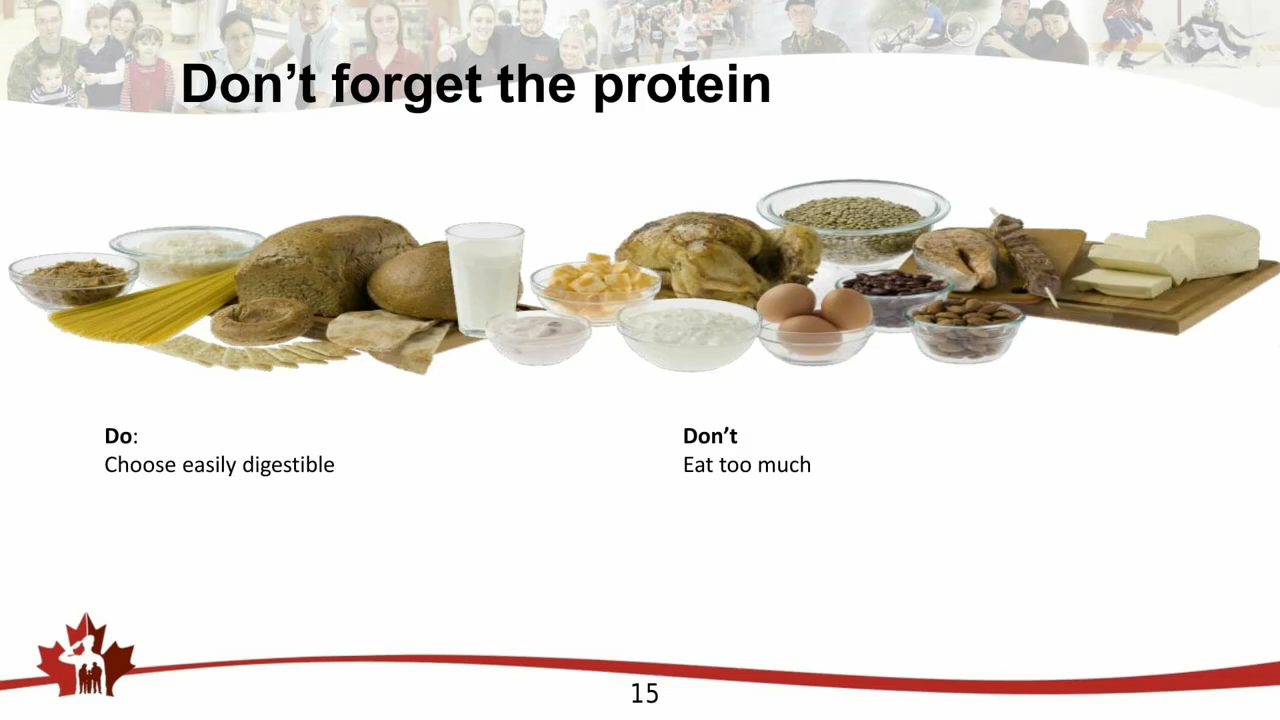 Don’t forget the protein
Do:
Choose easily digestible
Don’t
Eat too much
15